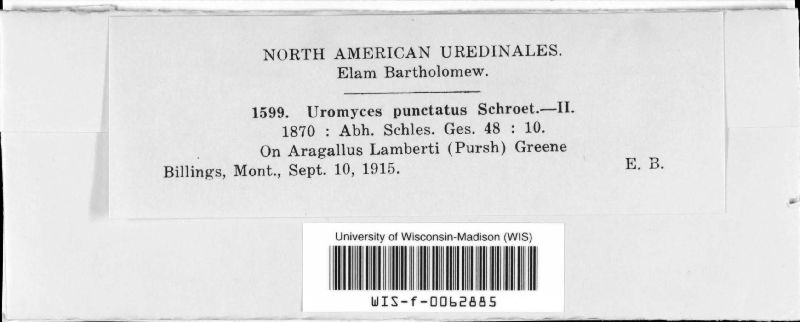 NORTH AMERICAN UREDINALES.
Elam Bartholomew.
1599. Uromyces punctatus Schroet.—II.
1870 : Abh. Schles. Ges. 48 : 10.
On Aragallus Lamberti (Pursh) Greene
Billings, Mont., Sept. 10, 1915. E. B.
University of Wisconsin-Madison (WIS)
WIS-f-0062885